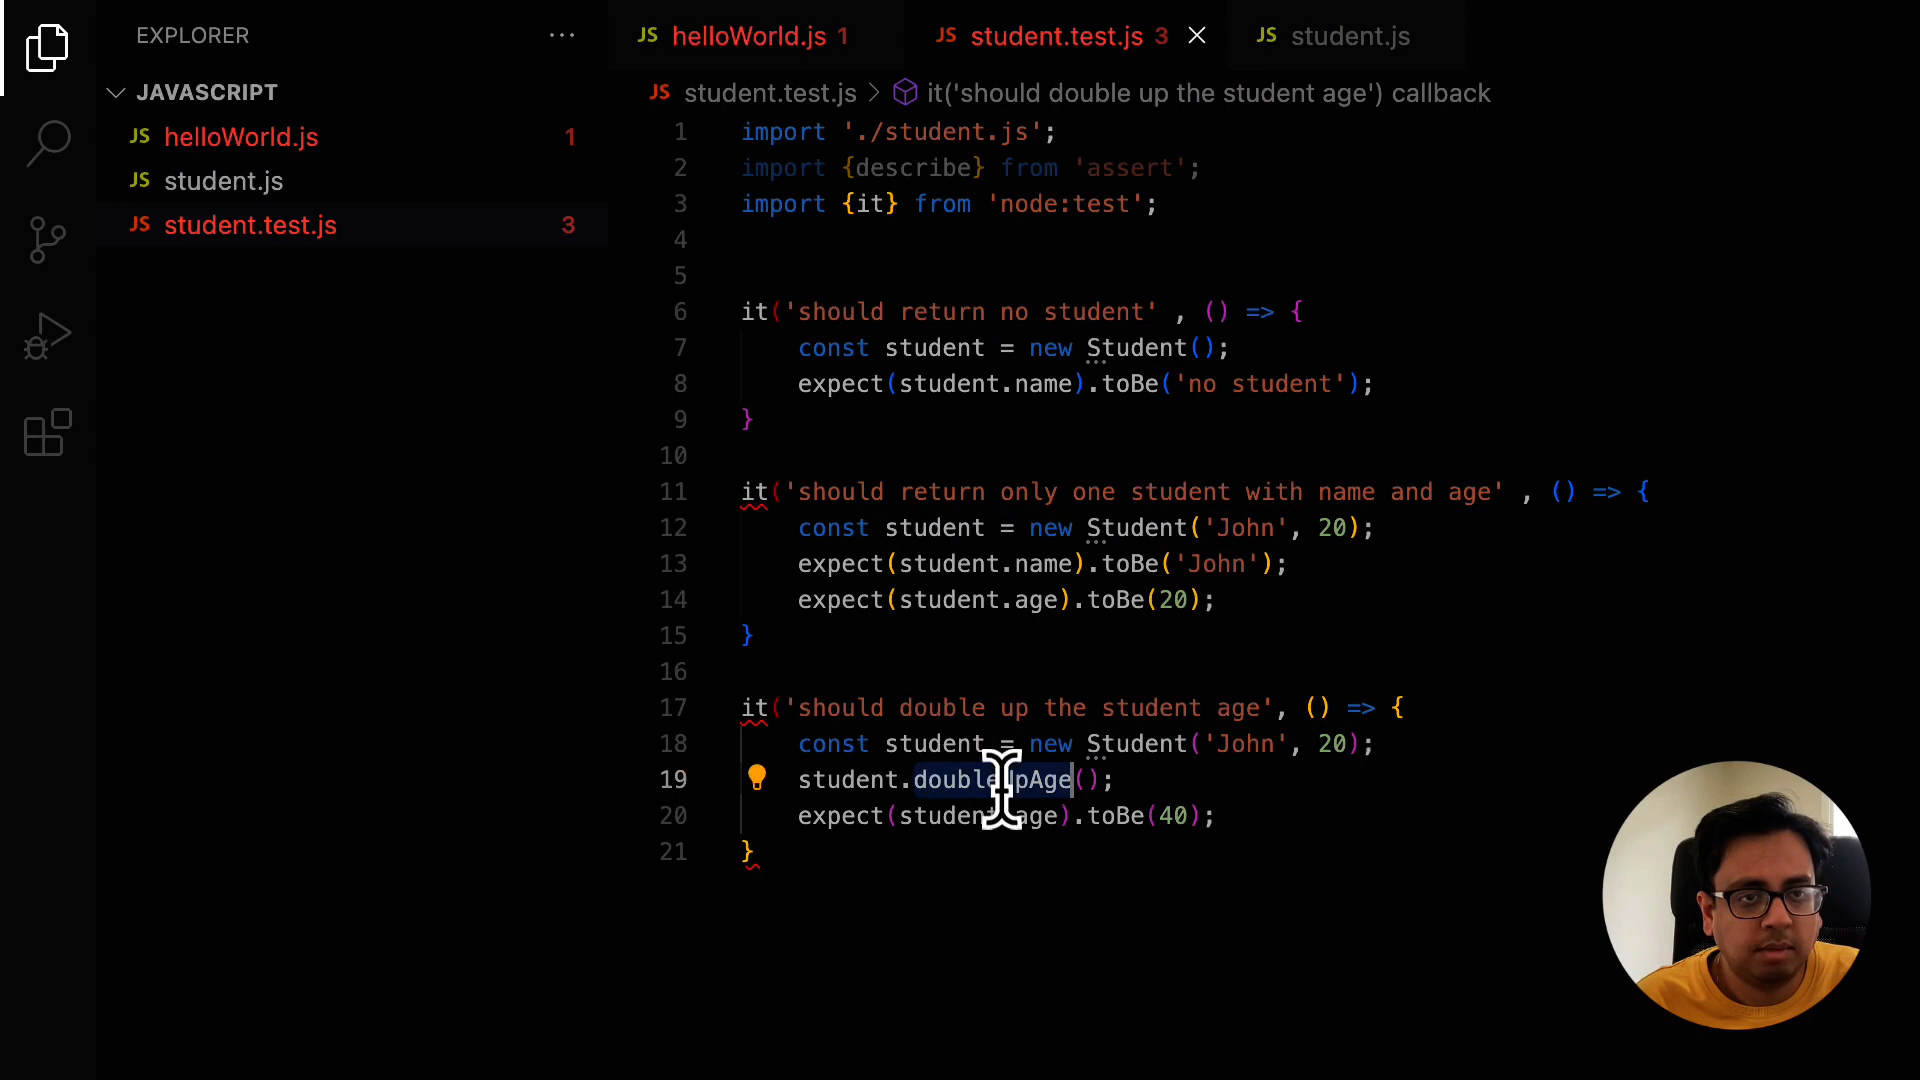 EXPLORER ...
JAVASCRIPT
JS helloWorld.js 1
JS student.js
JS student.test.js 3
JS helloWorld.js 1 JS student.test.js 3 JS student.js
JS student.test.js > it('should double up the student age') callback
1 import './student.js';
2 import {describe} from 'assert';
3 import {it} from 'node:test';
4
5
6 it('should return no student' , () => {
7 const student = new Student();
8 expect(student.name).toBe('no student');
9 }
10
11 it('should return only one student with name and age' , () => {
12 const student = new Student('John', 20);
13 expect(student.name).toBe('John');
14 expect(student.age).toBe(20);
15 }
16
17 it('should double up the student age', () => {
18 const student = new Student('John', 20);
19 student.doubleUpAge();
20 expect(student.age).toBe(40);
21 }